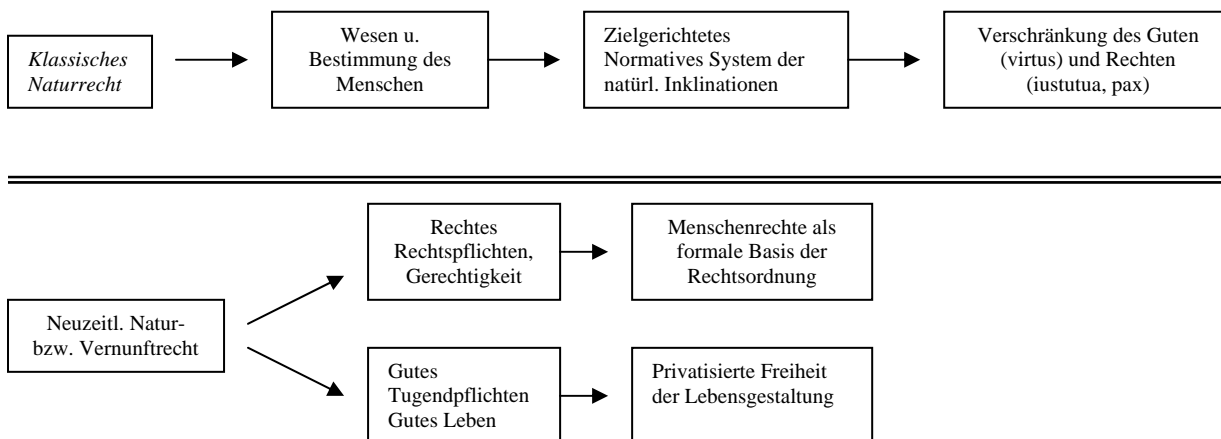 Klassisches
Naturrecht
Wesen u.
Bestimmung des
Menschen
Zielgerichtetes
Normatives System der
natürl. Inklinationen
Verschränkung des Guten
(virtus) und Rechten
(iustutua, pax)
Neuzeitl. Natur-
bzw. Vernunftrecht
Rechtes
Rechtspflichten,
Gerechtigkeit
Menschenrechte als
formale Basis der
Rechtsordnung
Gutes
Tugendpflichten
Gutes Leben
Privatisierte Freiheit
der Lebensgestaltung